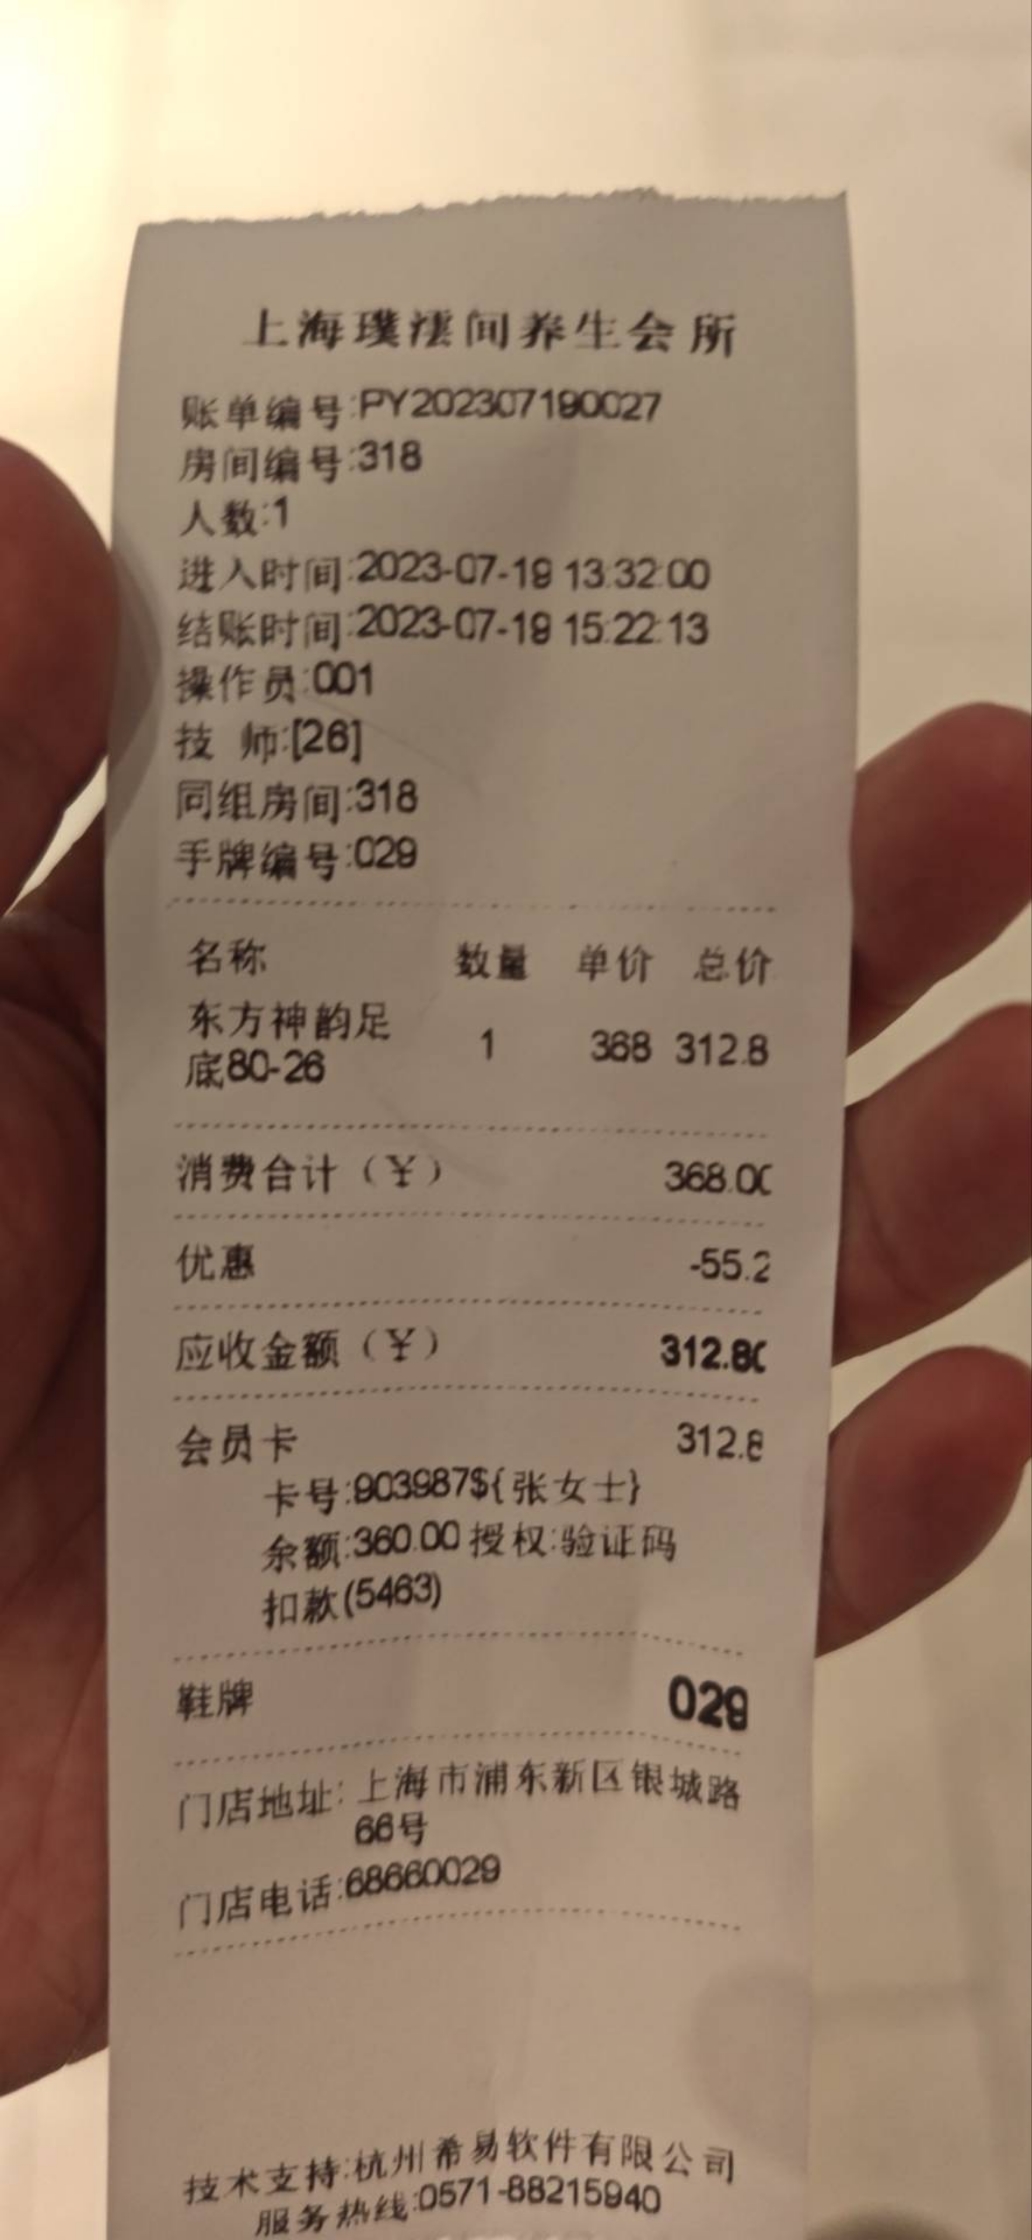 上海璞澐间养生会所
账单编号:PY202307190027
房间编号:318
人数:1
进入时间:2023-07-19 13:32:00
结账时间:2023-07-19 15:22:13
操作员:001
技 师:[26]
同组房间:318
手牌编号:029
名称 数量 单价 总价
东方神韵足
底80-26 1 368 312.8
消费合计（¥） 368.00
优惠 -55.2
应收金额（¥） 312.80
会员卡 312.8
卡号:903987${张女士}
余额:360.00 授权:验证码
扣款(5463)
鞋牌 029
门店地址: 上海市浦东新区银城路
66号
门店电话:68660029
技术支持:杭州希易软件有限公司
服务热线:0571-88215940